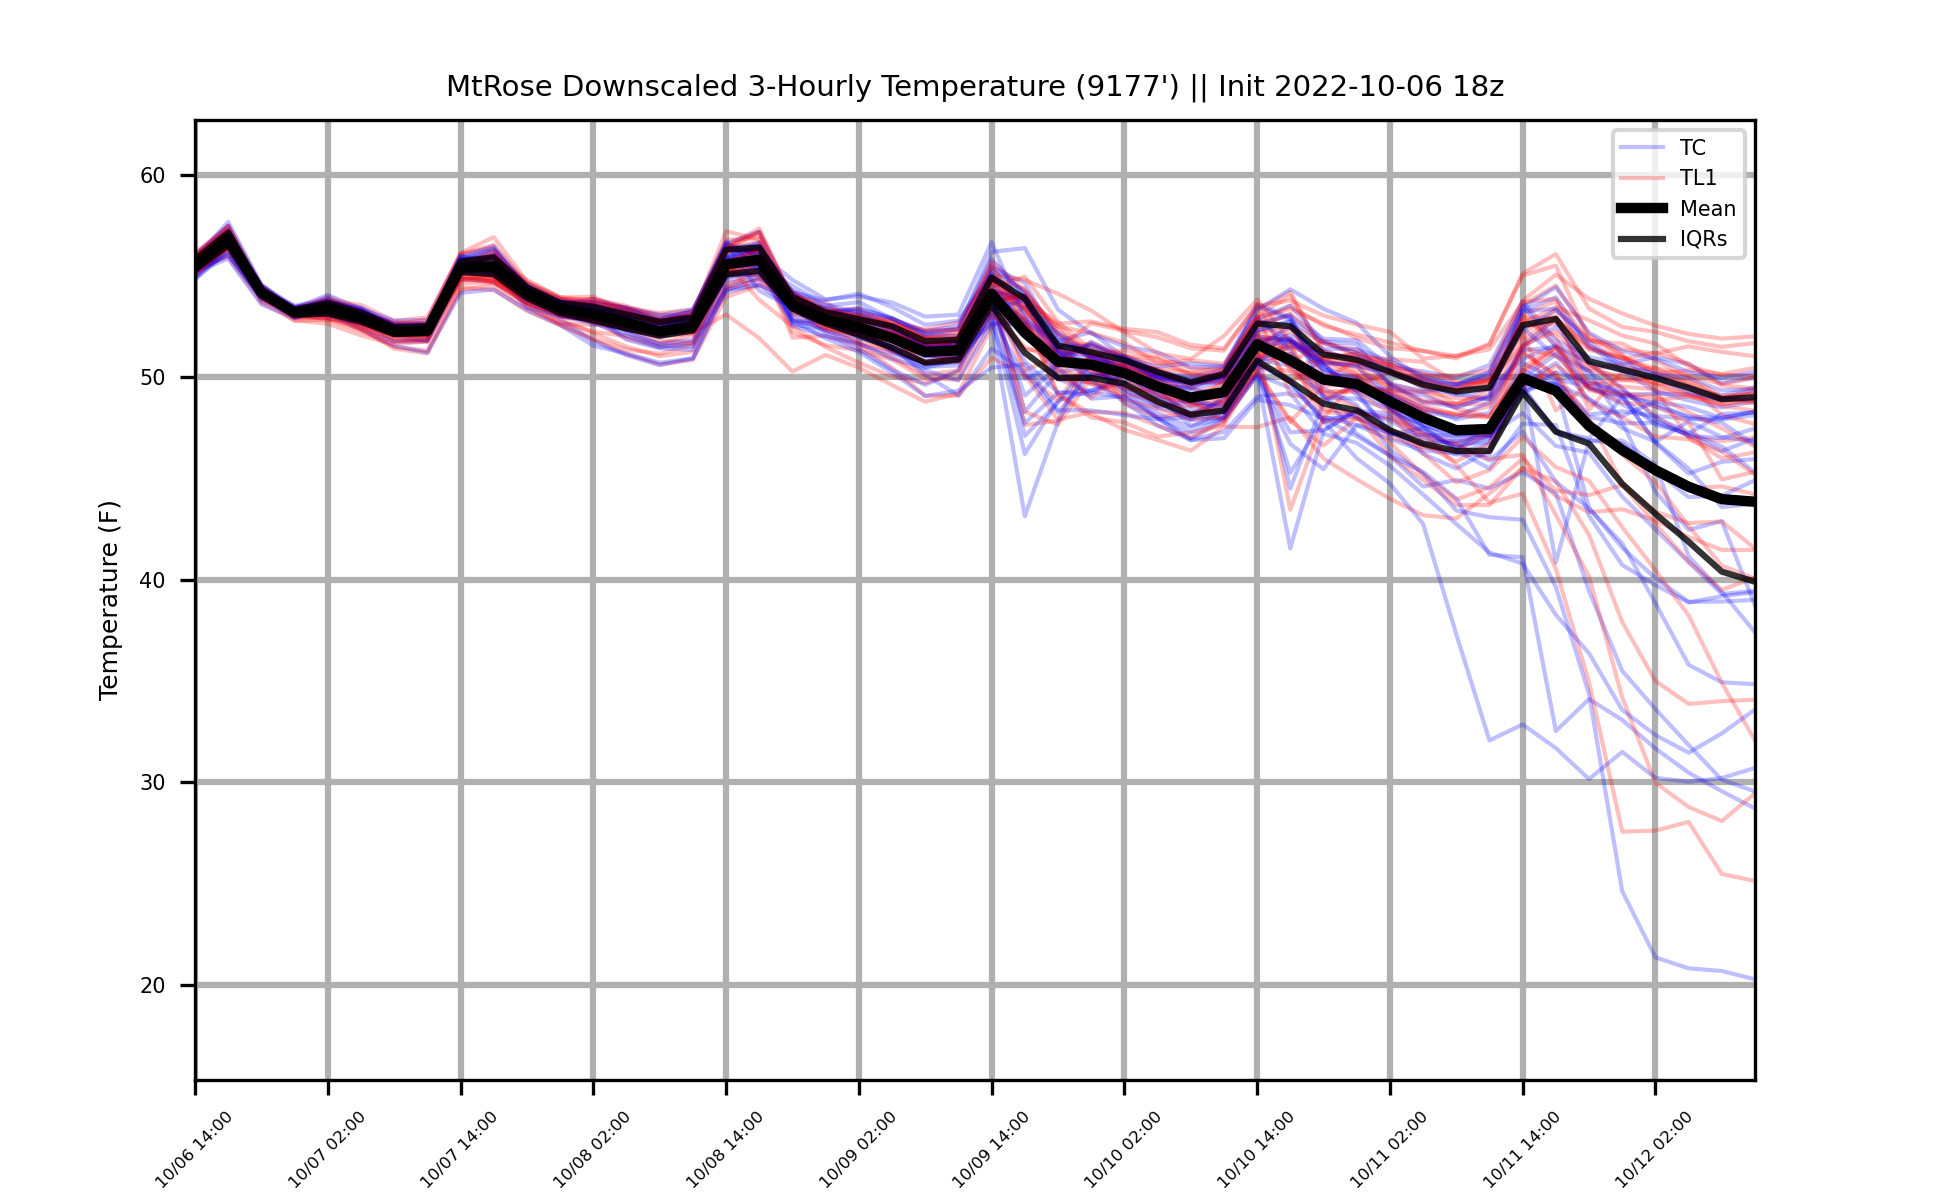 MtRose Downscaled 3-Hourly Temperature (9177') || Init 2022-10-06 18z
TC
TL1
Mean
IQRs
Temperature (F)
60
50
40
30
20
10/06 14:00
10/07 02:00
10/07 14:00
10/08 02:00
10/08 14:00
10/09 02:00
10/09 14:00
10/10 02:00
10/10 14:00
10/11 02:00
10/11 14:00
10/12 02:00